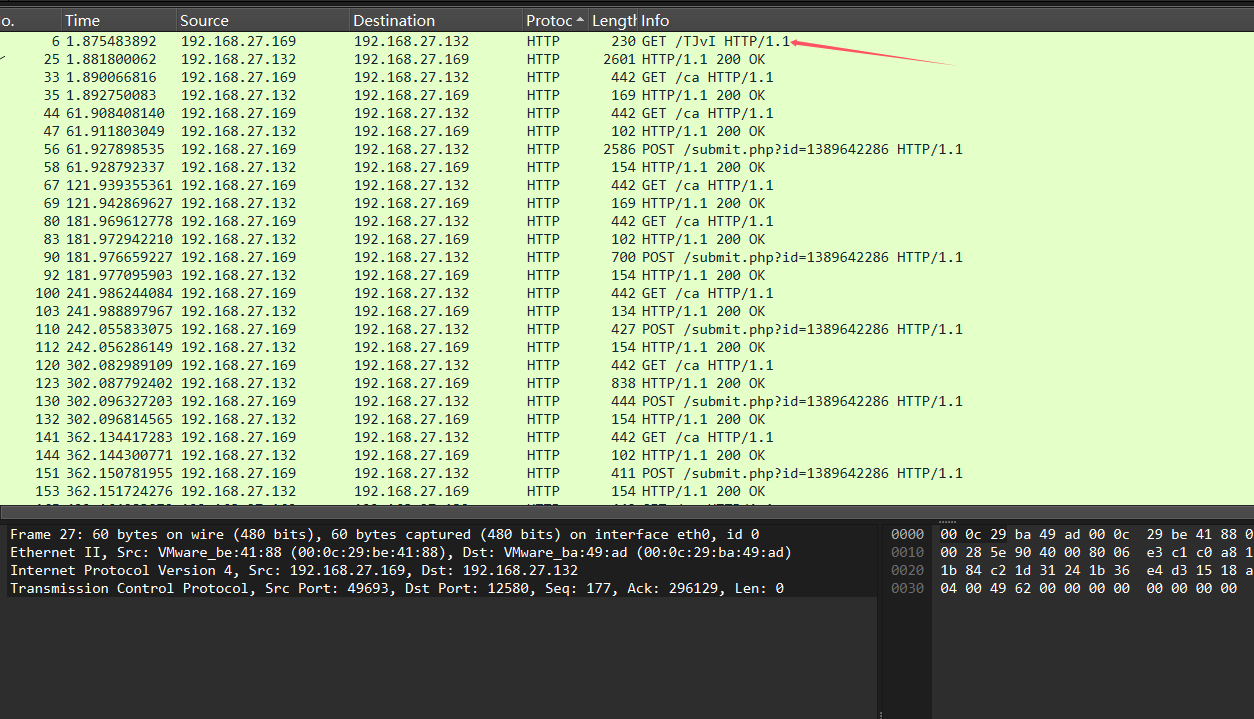 o. Time Source Destination Protoc Length Info
6 1.875483892 192.168.27.169 192.168.27.132 HTTP 230 GET /TJvI HTTP/1.1
25 1.881800062 192.168.27.132 192.168.27.169 HTTP 2601 HTTP/1.1 200 OK
33 1.890066816 192.168.27.169 192.168.27.132 HTTP 442 GET /ca HTTP/1.1
35 1.892750083 192.168.27.132 192.168.27.169 HTTP 169 HTTP/1.1 200 OK
44 61.908408140 192.168.27.169 192.168.27.132 HTTP 442 GET /ca HTTP/1.1
47 61.911803049 192.168.27.132 192.168.27.169 HTTP 102 HTTP/1.1 200 OK
56 61.927898535 192.168.27.169 192.168.27.132 HTTP 2586 POST /submit.php?id=1389642286 HTTP/1.1
58 61.928792337 192.168.27.132 192.168.27.169 HTTP 154 HTTP/1.1 200 OK
67 121.939355361 192.168.27.169 192.168.27.132 HTTP 442 GET /ca HTTP/1.1
69 121.942869627 192.168.27.132 192.168.27.169 HTTP 169 HTTP/1.1 200 OK
80 181.969612778 192.168.27.169 192.168.27.132 HTTP 442 GET /ca HTTP/1.1
83 181.972942210 192.168.27.132 192.168.27.169 HTTP 102 HTTP/1.1 200 OK
90 181.976659227 192.168.27.169 192.168.27.132 HTTP 700 POST /submit.php?id=1389642286 HTTP/1.1
92 181.977095903 192.168.27.132 192.168.27.169 HTTP 154 HTTP/1.1 200 OK
100 241.986244084 192.168.27.169 192.168.27.132 HTTP 442 GET /ca HTTP/1.1
103 241.988897967 192.168.27.132 192.168.27.169 HTTP 134 HTTP/1.1 200 OK
110 242.055833075 192.168.27.169 192.168.27.132 HTTP 427 POST /submit.php?id=1389642286 HTTP/1.1
112 242.056286149 192.168.27.132 192.168.27.169 HTTP 154 HTTP/1.1 200 OK
120 302.082989109 192.168.27.169 192.168.27.132 HTTP 442 GET /ca HTTP/1.1
123 302.087792402 192.168.27.132 192.168.27.169 HTTP 838 HTTP/1.1 200 OK
130 302.096327203 192.168.27.169 192.168.27.132 HTTP 444 POST /submit.php?id=1389642286 HTTP/1.1
132 302.096814565 192.168.27.132 192.168.27.169 HTTP 154 HTTP/1.1 200 OK
141 362.134417283 192.168.27.169 192.168.27.132 HTTP 442 GET /ca HTTP/1.1
144 362.144300771 192.168.27.132 192.168.27.169 HTTP 102 HTTP/1.1 200 OK
151 362.150781955 192.168.27.169 192.168.27.132 HTTP 411 POST /submit.php?id=1389642286 HTTP/1.1
153 362.151724276 192.168.27.132 192.168.27.169 HTTP 154 HTTP/1.1 200 OK
Frame 27: 60 bytes on wire (480 bits), 60 bytes captured (480 bits) on interface eth0, id 0
Ethernet II, Src: VMware_be:41:88 (00:0c:29:be:41:88), Dst: VMware_ba:49:ad (00:0c:29:ba:49:ad)
Internet Protocol Version 4, Src: 192.168.27.169, Dst: 192.168.27.132
Transmission Control Protocol, Src Port: 49693, Dst Port: 12580, Seq: 177, Ack: 296129, Len: 0
0000 00 0c 29 ba 49 ad 00 0c 29 be 41 88 0
0010 00 28 5e 90 40 00 80 06 e3 c1 c0 a8 1
0020 1b 84 c2 1d 31 24 1b 36 e4 d3 15 18 a
0030 04 00 49 62 00 00 00 00 00 00 00 00